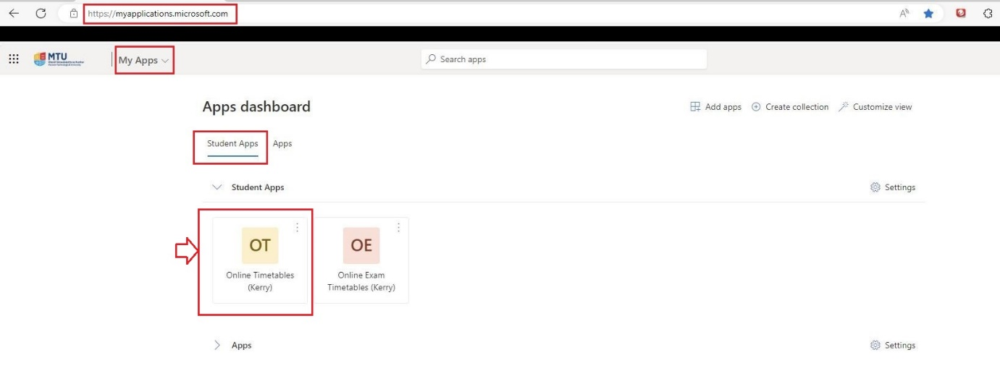 https://myapplications.microsoft.com
MTU
My Apps
Search apps
Apps dashboard
Add apps
Create collection
Customize view
Student Apps
Apps
Student Apps
Settings
OT
Online Timetables
(Kerry)
OE
Online Exam
Timetables (Kerry)
Apps
Settings